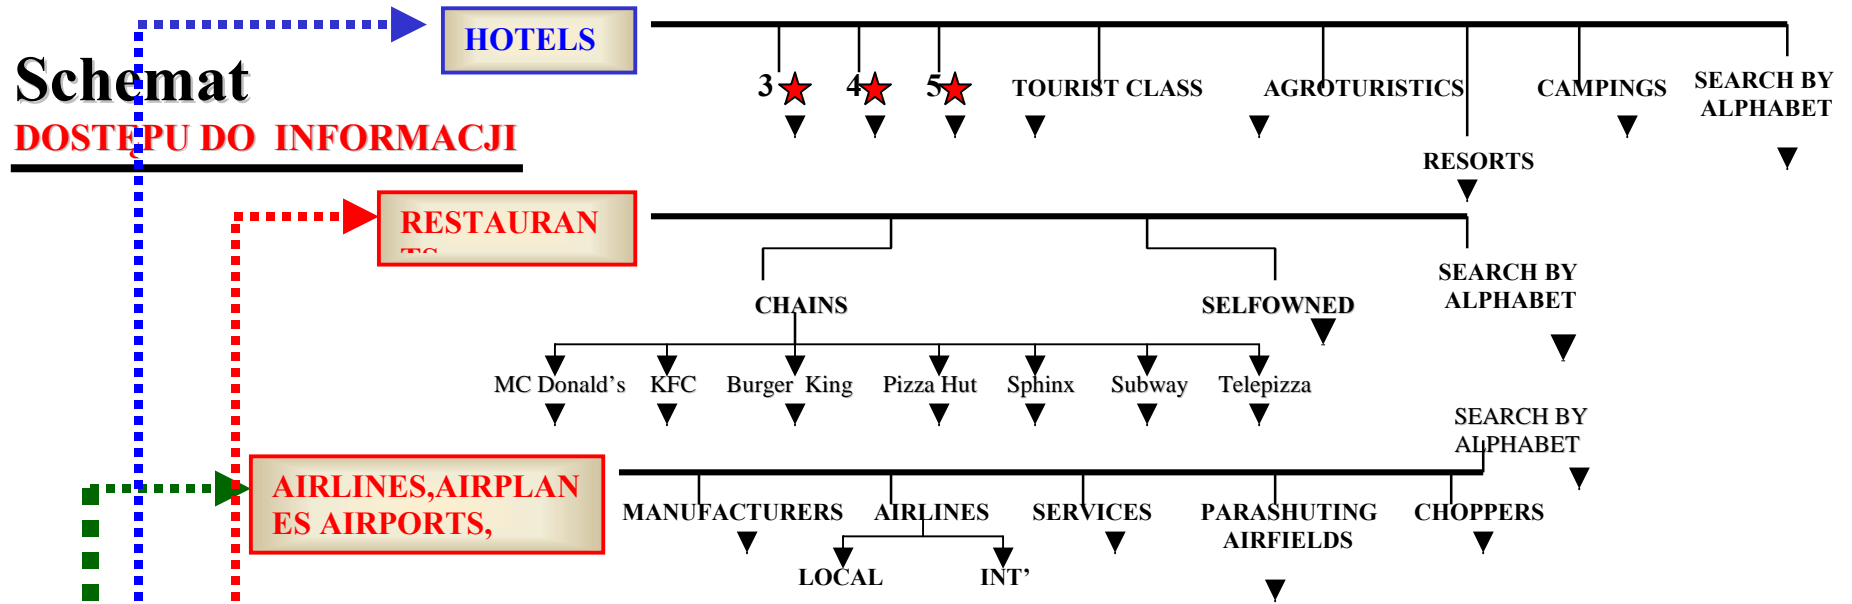 HOTELS
Schemat
DOSTĘPU DO INFORMACJI
3 4 5 TOURIST CLASS AGROTURISTICS CAMPINGS SEARCH BY
ALPHABET
RESORTS
RESTAURAN
TS
SEARCH BY
ALPHABET
CHAINS SELFOWNED
MC Donald's KFC Burger King Pizza Hut Sphinx Subway Telepizza
SEARCH BY
ALPHABET
AIRLINES,AIRPLAN
ES AIRPORTS,
MANUFACTURERS AIRLINES SERVICES PARASHUTING CHOPPERS
AIRFIELDS
LOCAL INT'